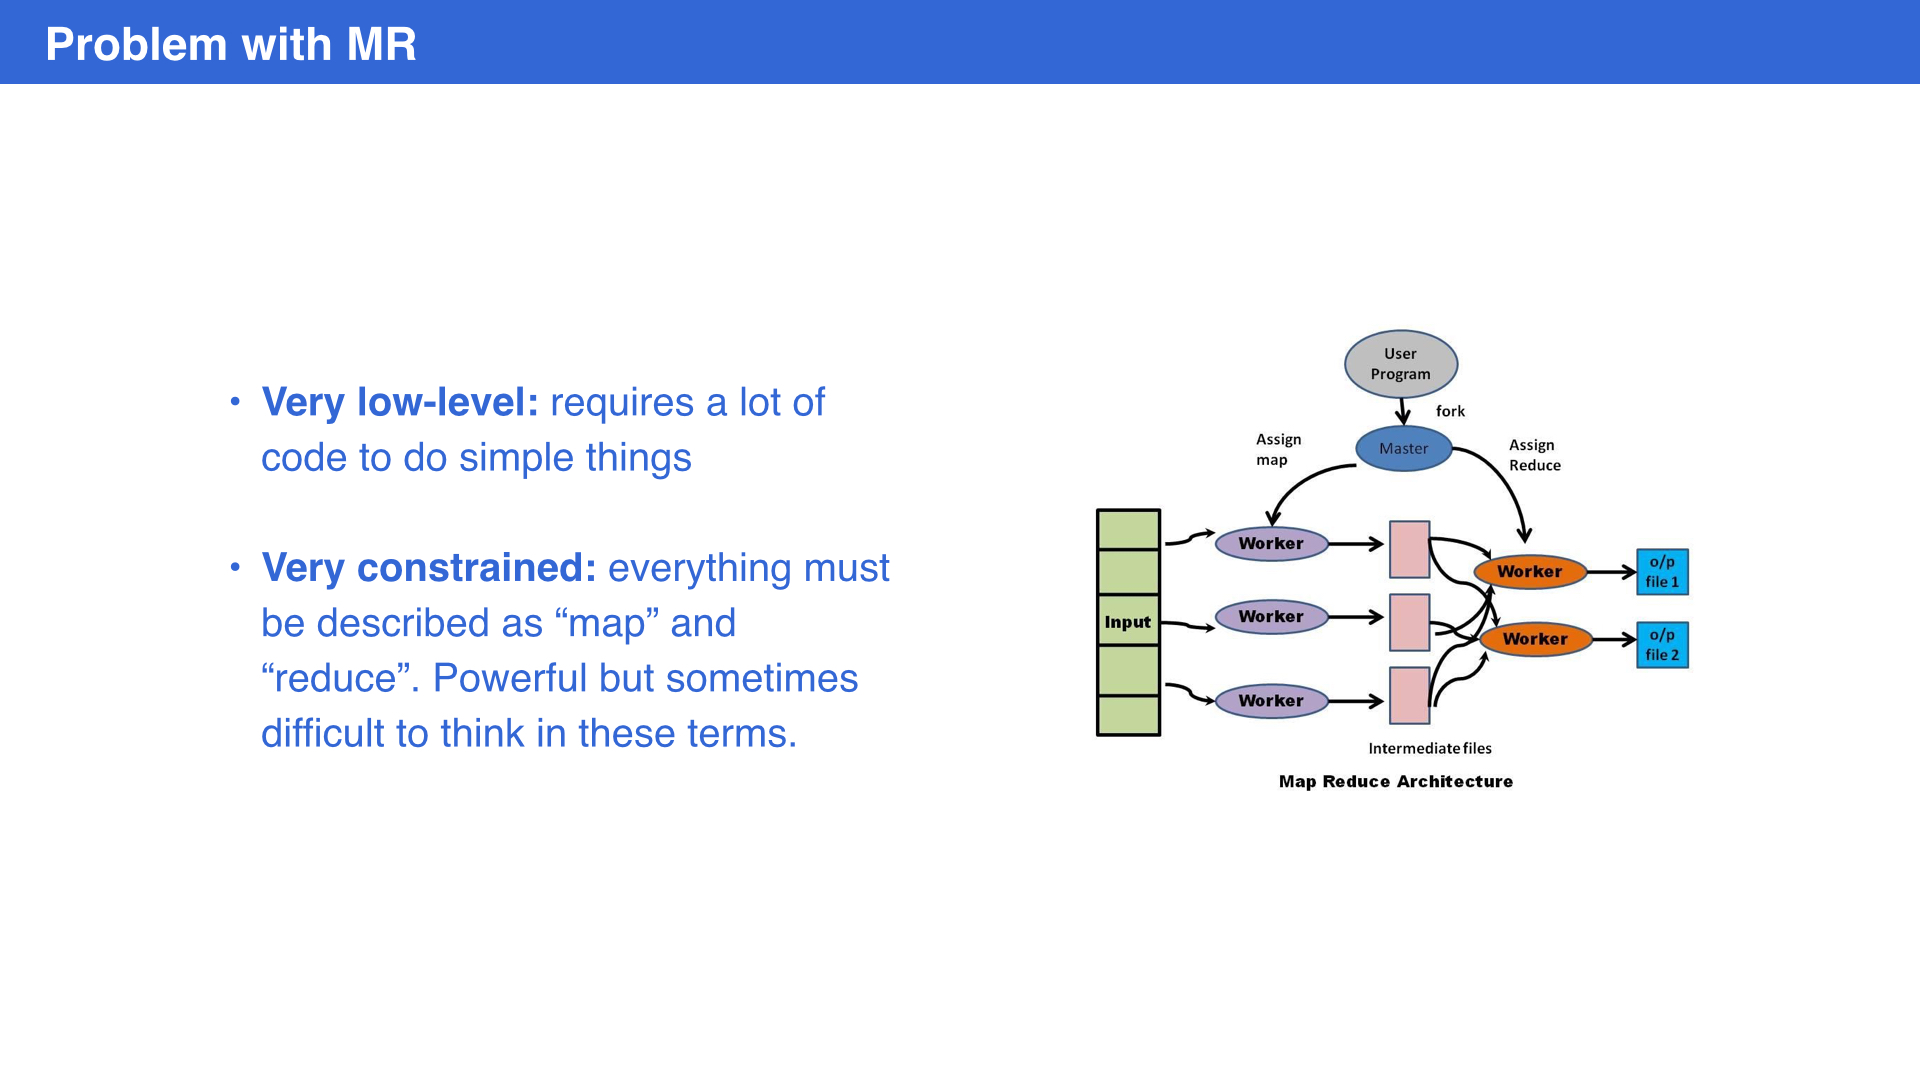 Problem with MR
• Very low-level: requires a lot of
code to do simple things
• Very constrained: everything must
be described as “map” and
“reduce”. Powerful but sometimes
difficult to think in these terms.
User
Program
fork
Master
Assign
map
Assign
Reduce
Input
Worker
Worker
Worker
Worker
Worker
o/p
file 1
o/p
file 2
Intermediate files
Map Reduce Architecture